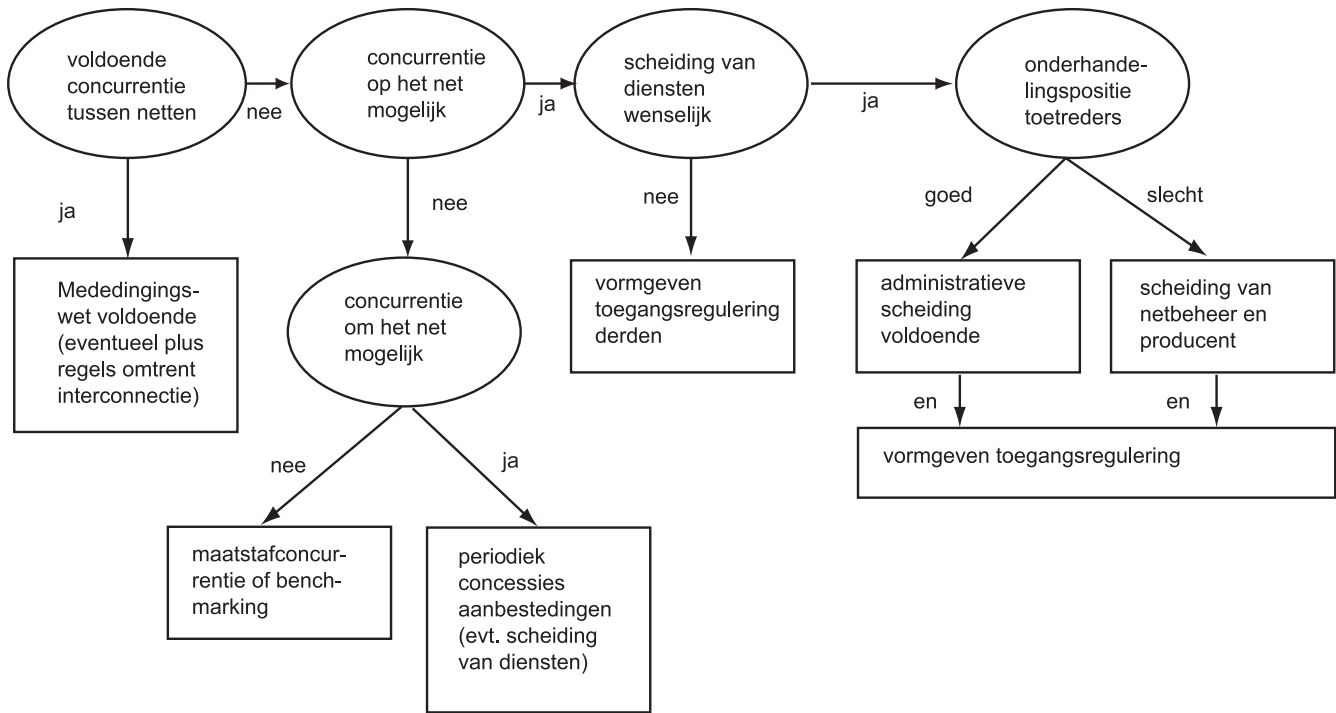 voldoende
concurrentie
tussen netten
nee
concurrentie
op het net
mogelijk
ja
scheiding van
diensten
wenselijk
ja
onderhande-
lingspositie
toetreders
ja
nee
nee
goed
slecht
Mededingings-
wet voldoende
(eventueel plus
regels omtrent
interconnectie)
concurrentie
om het net
mogelijk
vormgeven
toegangsregulering
derden
administratieve
scheiding
voldoende
scheiding van
netbeheer en
producent
en
en
vormgeven toegangsregulering
nee
ja
maatstafconcur-
rentie of bench-
marking
periodiek
concessies
aanbestedingen
(evt. scheiding
van diensten)